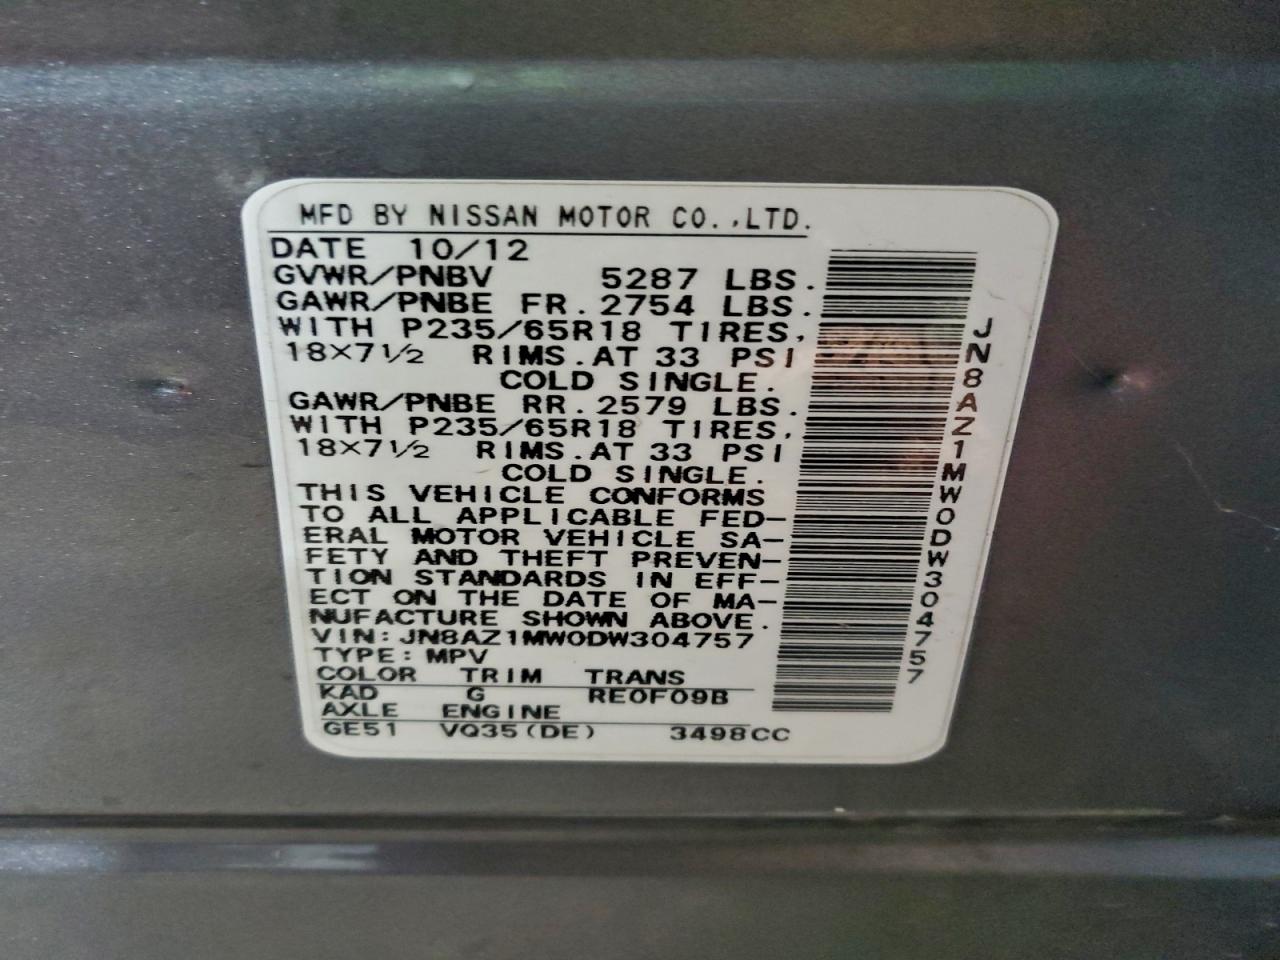 MFD BY NISSAN MOTOR CO.,LTD.
DATE 10/12
GVWR/PNBV 5287 LBS.
GAWR/PNBE FR. 2754 LBS.
WITH P235/65R18 TIRES,
18×7 1/2 RIMS. AT 33 PSI
COLD SINGLE.
GAWR/PNBE RR. 2579 LBS.
WITH P235/65R18 TIRES,
18×7 1/2 RIMS. AT 33 PSI
COLD SINGLE.
THIS VEHICLE CONFORMS
TO ALL APPLICABLE FED-
ERAL MOTOR VEHICLE SA-
FETY AND THEFT PREVEN-
TION STANDARDS IN EFF-
ECT ON THE DATE OF MA-
NUFACTURE SHOWN ABOVE.
VIN: JN8AZ1MW0DW304757
TYPE: MPV
COLOR TRIM TRANS
KAD G RE0F09B
AXLE ENGINE
GE51 VQ35(DE) 3498CC
JN8AZ1MW0DW304757